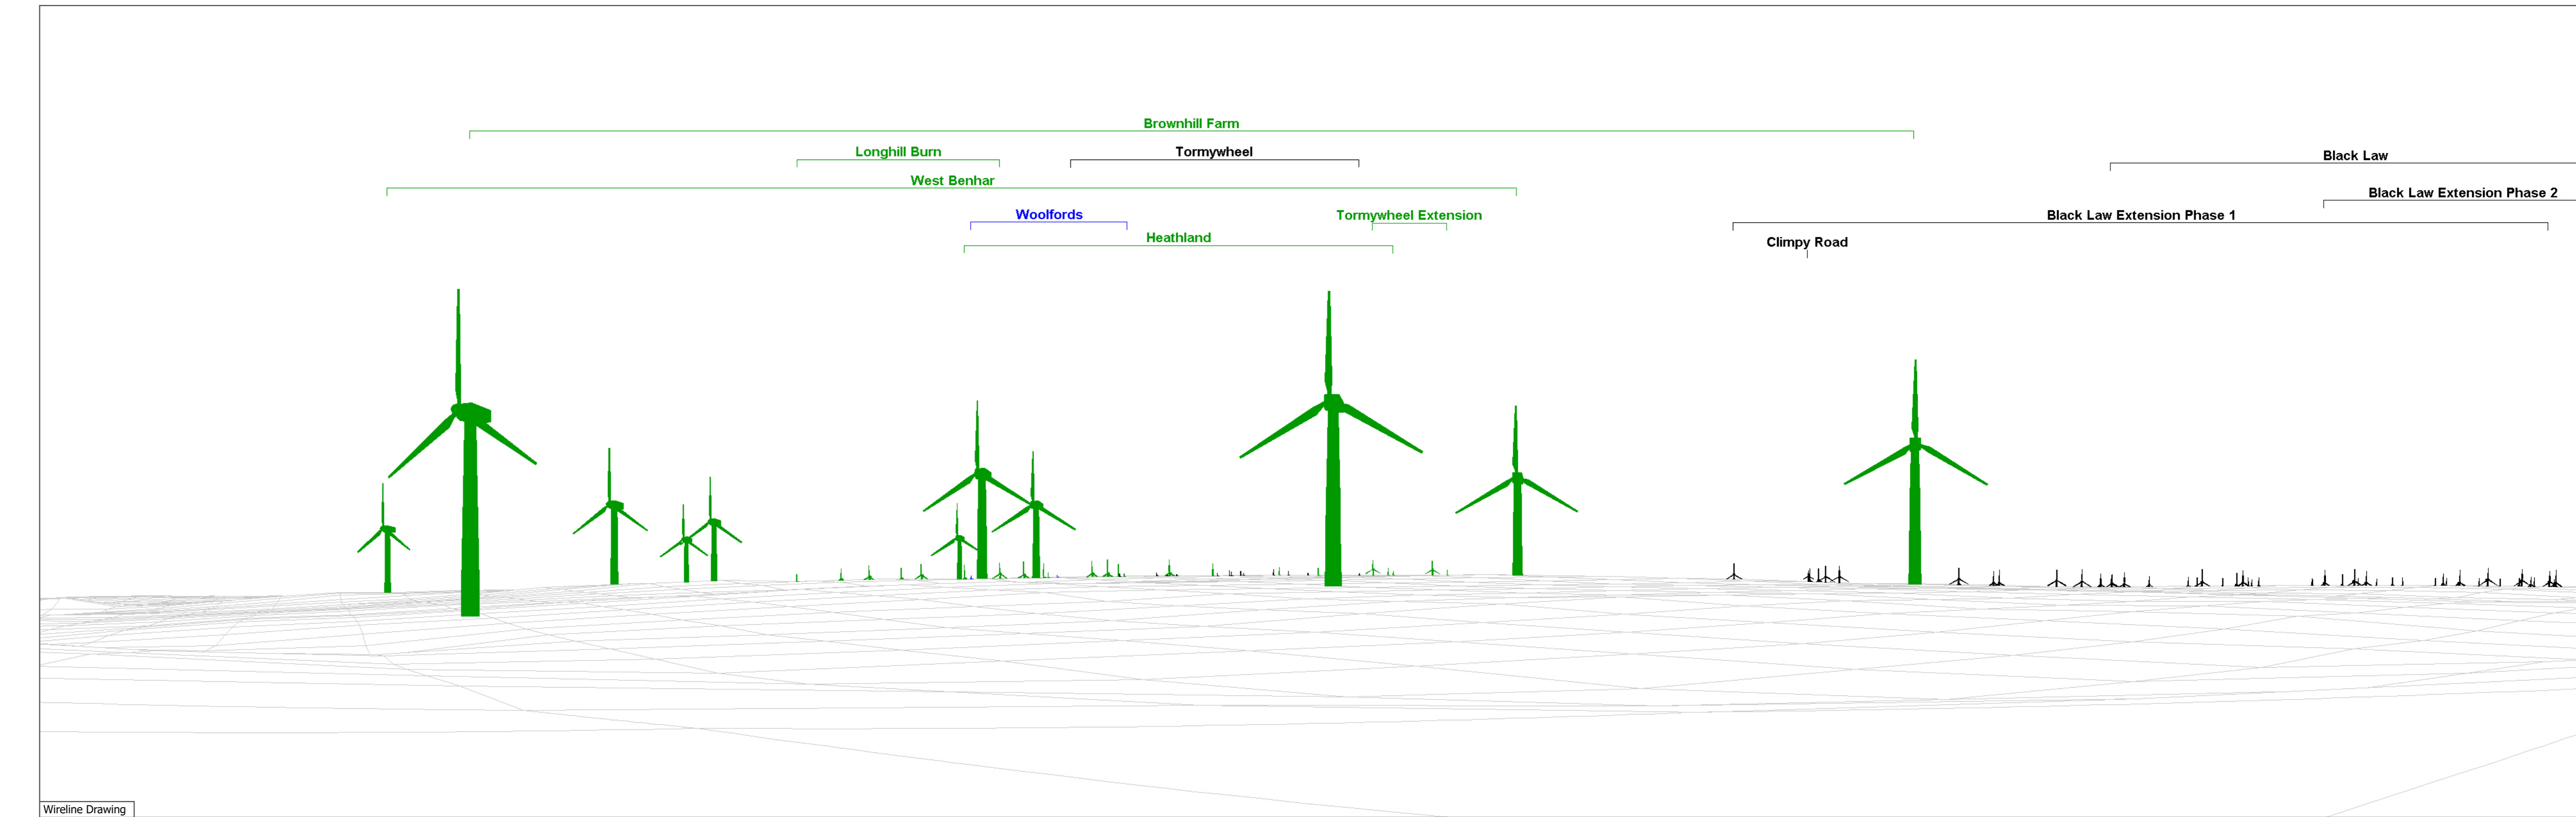 Brownhill Farm
Longhill Burn
Tormywheel
Black Law
West Benhar
Black Law Extension Phase 2
Woolfords
Tormywheel Extension
Black Law Extension Phase 1
Heathland
Climpy Road
Wireline Drawing